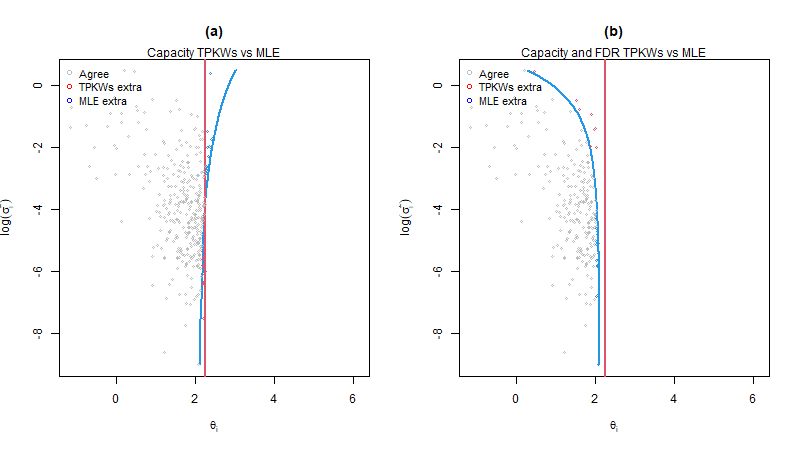 (a)
Capacity TPKWs vs MLE
Agree
TPKWs extra
MLE extra
0
-2
-4
-6
-8
log(σ̂ᵢ)
0 2 4 6
θᵢ
(b)
Capacity and FDR TPKWs vs MLE
Agree
TPKWs extra
MLE extra
0
-2
-4
-6
-8
log(σ̂ᵢ)
0 2 4 6
θᵢ